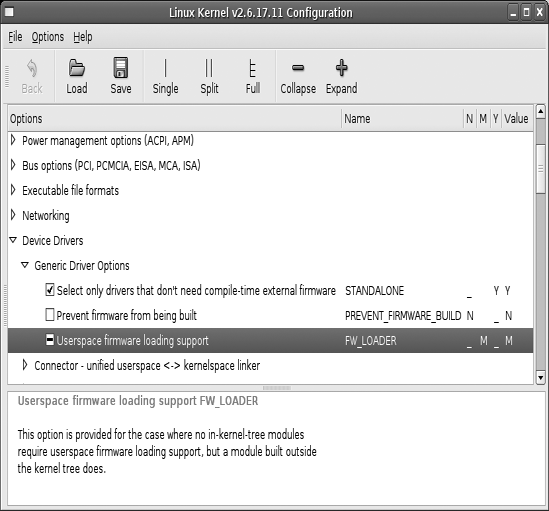 Linux Kernel v2.6.17.11 Configuration
File Options Help
Back Load Save Single Split Full Collapse Expand
Options Name N M Y Value
Power management options (ACPI, APM)
Bus options (PCI, PCMCIA, EISA, MCA, ISA)
Executable file formats
Networking
Device Drivers
Generic Driver Options
Select only drivers that don't need compile-time external firmware STANDALONE _ Y Y
Prevent firmware from being built PREVENT_FIRMWARE_BUILD N _ N
Userspace firmware loading support FW_LOADER _ M _ M
Connector - unified userspace <-> kernelspace linker
Userspace firmware loading support FW_LOADER
This option is provided for the case where no in-kernel-tree modules
require userspace firmware loading support, but a module built outside
the kernel tree does.